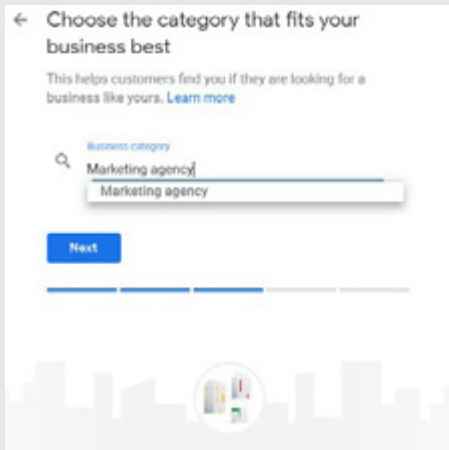 Choose the category that fits your
business best
This helps customers find you if they are looking for a
business like yours. Learn more
Business category
Marketing agency
Marketing agency
Next